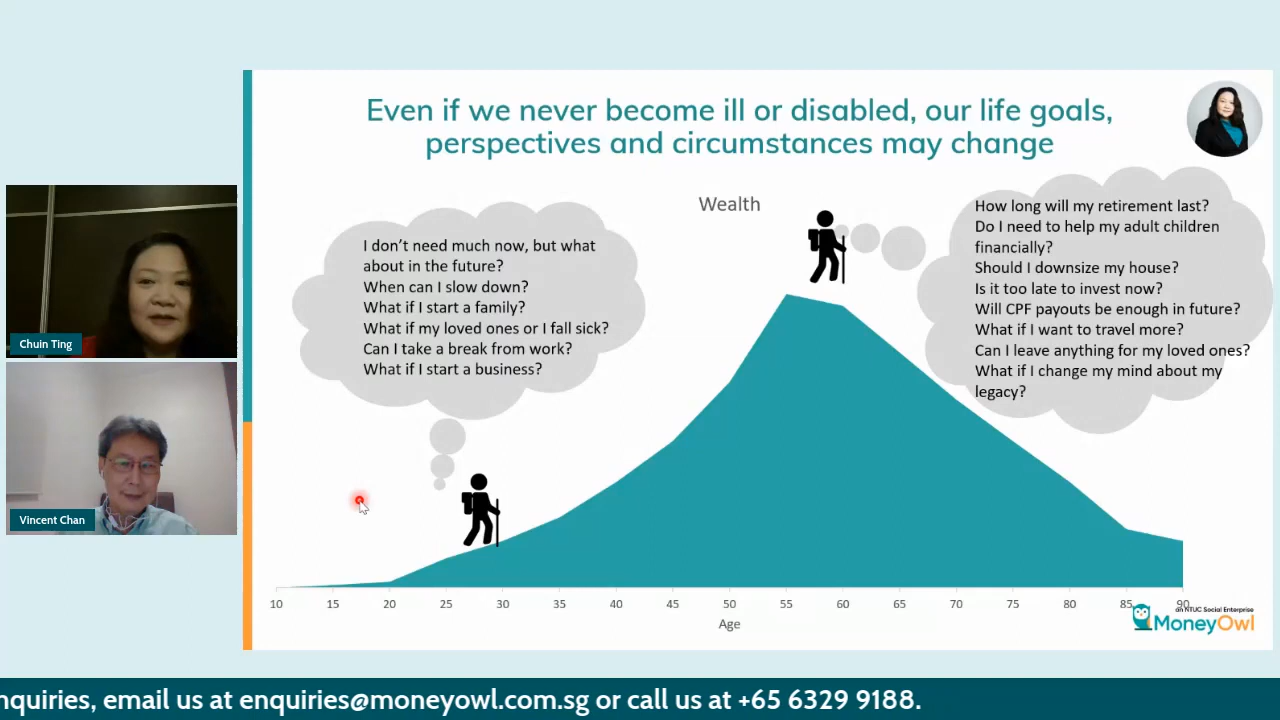 Even if we never become ill or disabled, our life goals,
perspectives and circumstances may change
Wealth
I don't need much now, but what
about in the future?
When can I slow down?
What if I start a family?
What if my loved ones or I fall sick?
Can I take a break from work?
What if I start a business?
How long will my retirement last?
Do I need to help my adult children
financially?
Should I downsize my house?
Is it too late to invest now?
Will CPF payouts be enough in future?
What if I want to travel more?
Can I leave anything for my loved ones?
What if I change my mind about my
legacy?
Chuin Ting
Vincent Chan
10 15 20 25 30 35 40 45 50 55 60 65 70 75 80 85 90
Age
an NTUC Social Enterprise
MoneyOwl
nquiries, email us at enquiries@moneyowl.com.sg or call us at +65 6329 9188.